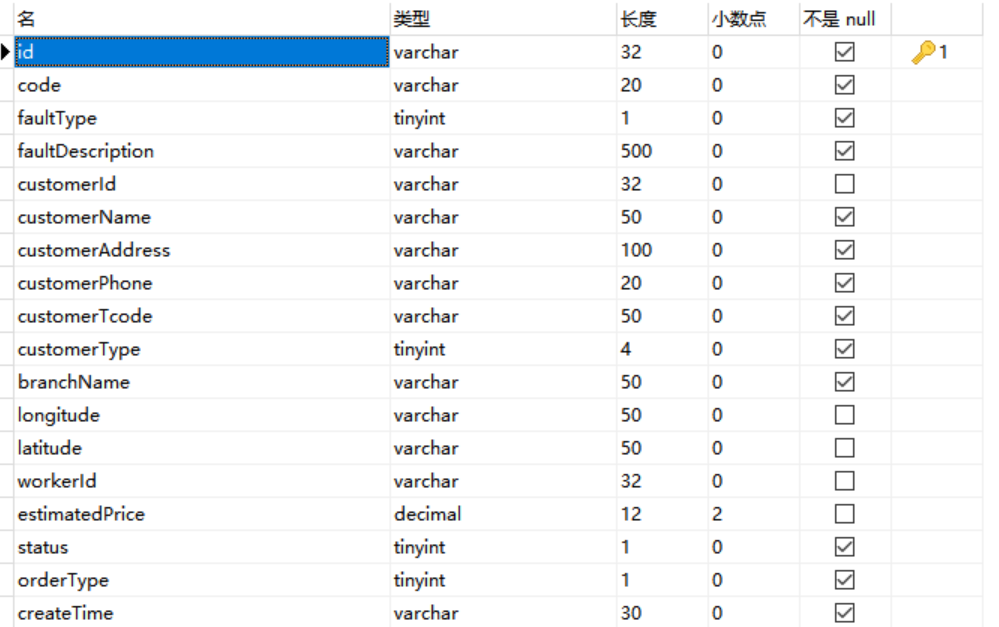 名 类型 长度 小数点 不是 null
id varchar 32 0 1
code varchar 20 0
faultType tinyint 1 0
faultDescription varchar 500 0
customerId varchar 32 0
customerName varchar 50 0
customerAddress varchar 100 0
customerPhone varchar 20 0
customerTcode varchar 50 0
customerType tinyint 4 0
branchName varchar 50 0
longitude varchar 50 0
latitude varchar 50 0
workerId varchar 32 0
estimatedPrice decimal 12 2
status tinyint 1 0
orderType tinyint 1 0
createTime varchar 30 0